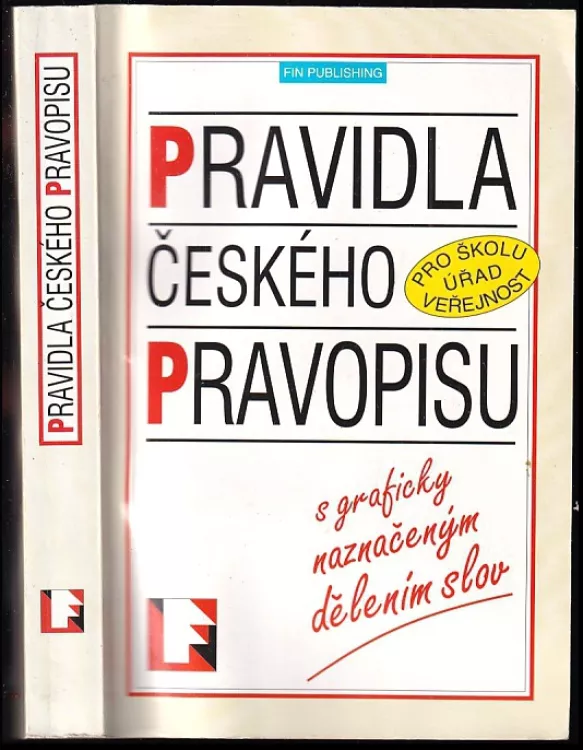 PRAVIDLA ČESKÉHO PRAVOPISU
FIN PUBLISHING
PRAVIDLA
ČESKÉHO
PRO ŠKOLU
ÚŘAD
VEŘEJNOST
PRAVOPISU
s graficky
naznačeným
dělením slov